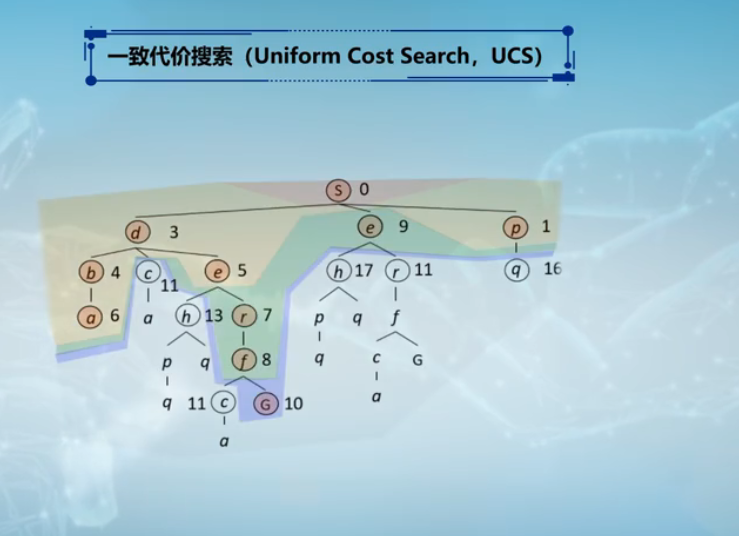 一致代价搜索（Uniform Cost Search，UCS）
S 0
d 3 e 9 p 1
b 4 c e 5 h 17 r 11 q 16
11
a 6 a h 13 r 7 p q f
p q f 8 q c G
q 11 c G 10 a
a